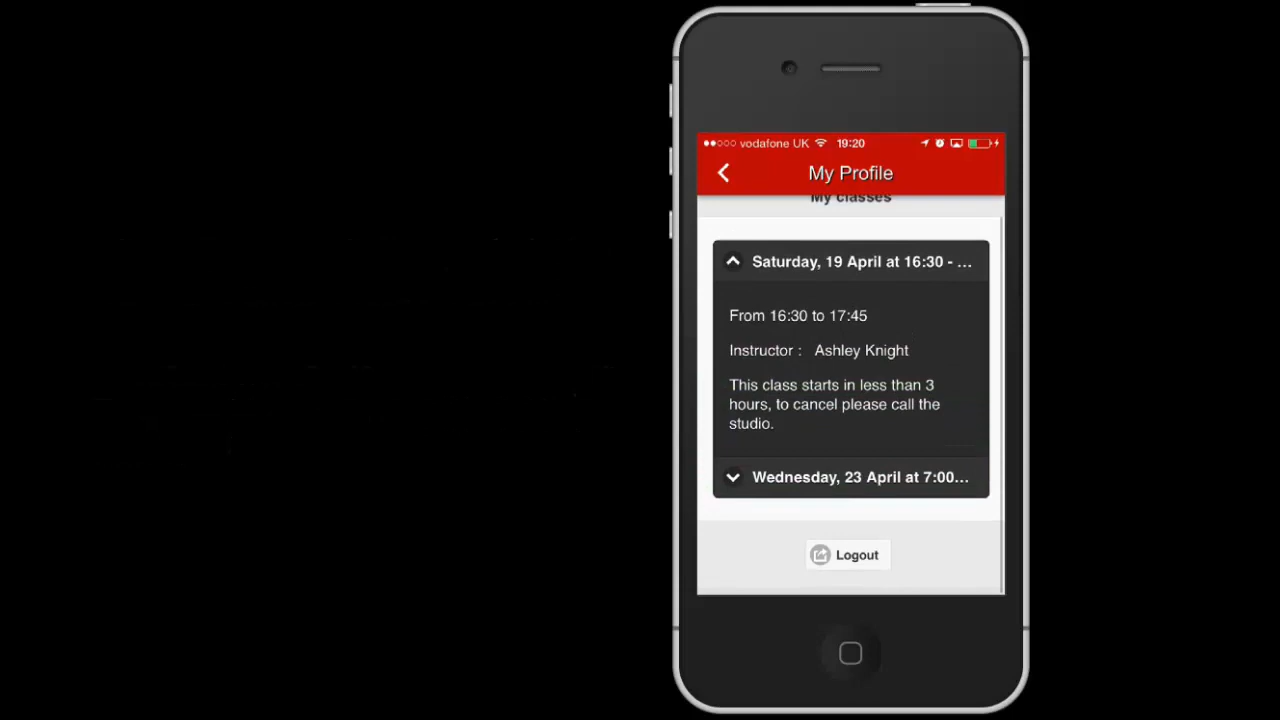 vodafone UK 19:20
My Profile
My classes
Saturday, 19 April at 16:30 - ...
From 16:30 to 17:45
Instructor : Ashley Knight
This class starts in less than 3
hours, to cancel please call the
studio.
Wednesday, 23 April at 7:00...
Logout